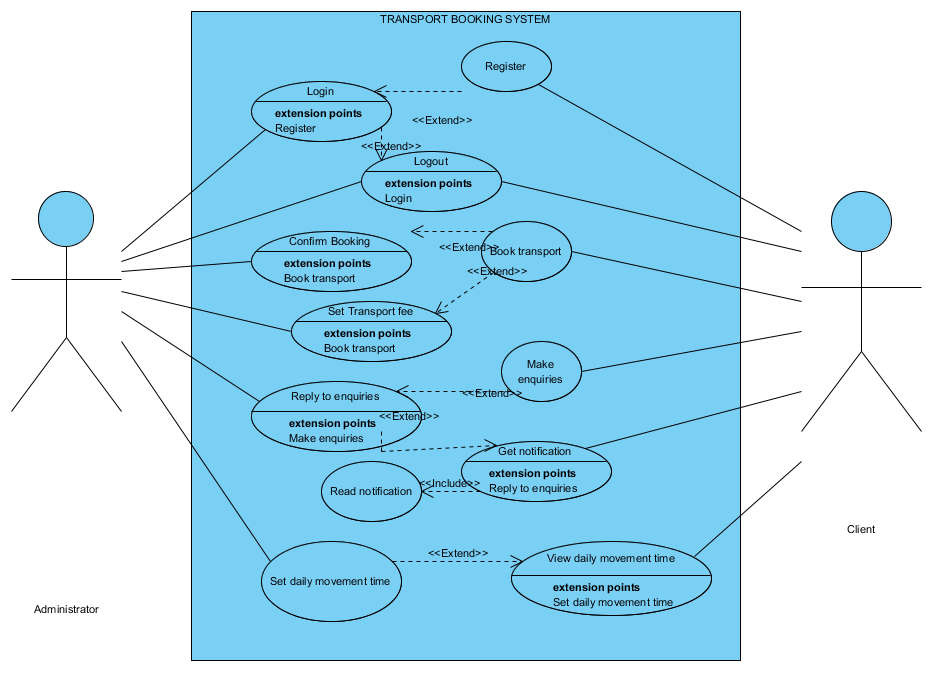 TRANSPORT BOOKING SYSTEM
Register
Login
extension points
Register
<<Extend>>
<<Extend>>
Logout
extension points
Login
Confirm Booking
extension points
Book transport
<<Extend>>
Book transport
<<Extend>>
Set Transport fee
extension points
Book transport
Make
enquiries
Reply to enquiries
<<Extend>>
<<Extend>>
extension points
Make enquiries
Get notification
extension points
Reply to enquiries
<<Include>>
Read notification
<<Extend>>
View daily movement time
extension points
Set daily movement time
Set daily movement time
Client
Administrator